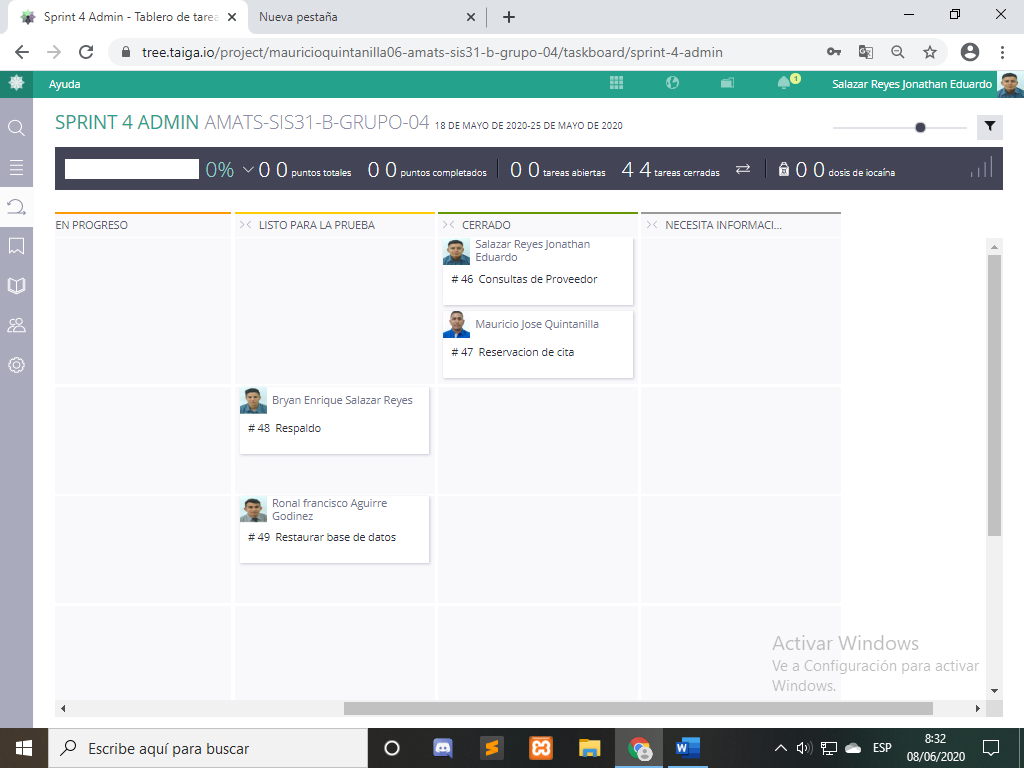 Sprint 4 Admin - Tablero de tarea
Nueva pestaña
tree.taiga.io/project/mauricioquintanilla06-amats-sis31-b-grupo-04/taskboard/sprint-4-admin
Ayuda
1
Salazar Reyes Jonathan Eduardo
SPRINT 4 ADMIN AMATS-SIS31-B-GRUPO-04 18 DE MAYO DE 2020-25 DE MAYO DE 2020
0% 0 0 puntos totales 0 0 puntos completados 0 0 tareas abiertas 4 4 tareas cerradas 0 0 dosis de iocaína
EN PROGRESO
LISTO PARA LA PRUEBA
CERRADO
NECESITA INFORMACI...
Salazar Reyes Jonathan
Eduardo
# 46 Consultas de Proveedor
Mauricio Jose Quintanilla
# 47 Reservacion de cita
Bryan Enrique Salazar Reyes
# 48 Respaldo
Ronal francisco Aguirre
Godinez
# 49 Restaurar base de datos
Activar Windows
Ve a Configuración para activar
Windows.
Escribe aquí para buscar
ESP
8:32
08/06/2020